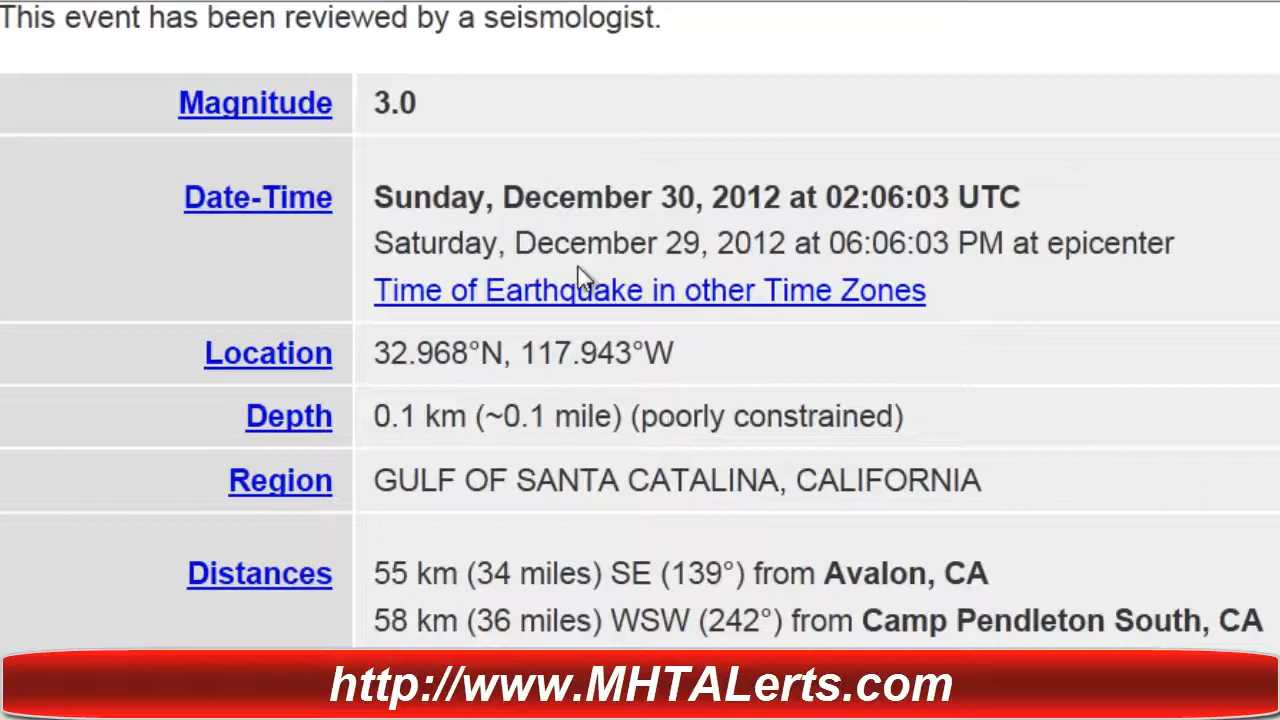 This event has been reviewed by a seismologist.
Magnitude 3.0
Date-Time Sunday, December 30, 2012 at 02:06:03 UTC
Saturday, December 29, 2012 at 06:06:03 PM at epicenter
Time of Earthquake in other Time Zones
Location 32.968°N, 117.943°W
Depth 0.1 km (~0.1 mile) (poorly constrained)
Region GULF OF SANTA CATALINA, CALIFORNIA
Distances 55 km (34 miles) SE (139°) from Avalon, CA
58 km (36 miles) WSW (242°) from Camp Pendleton South, CA
http://www.MHTALerts.com